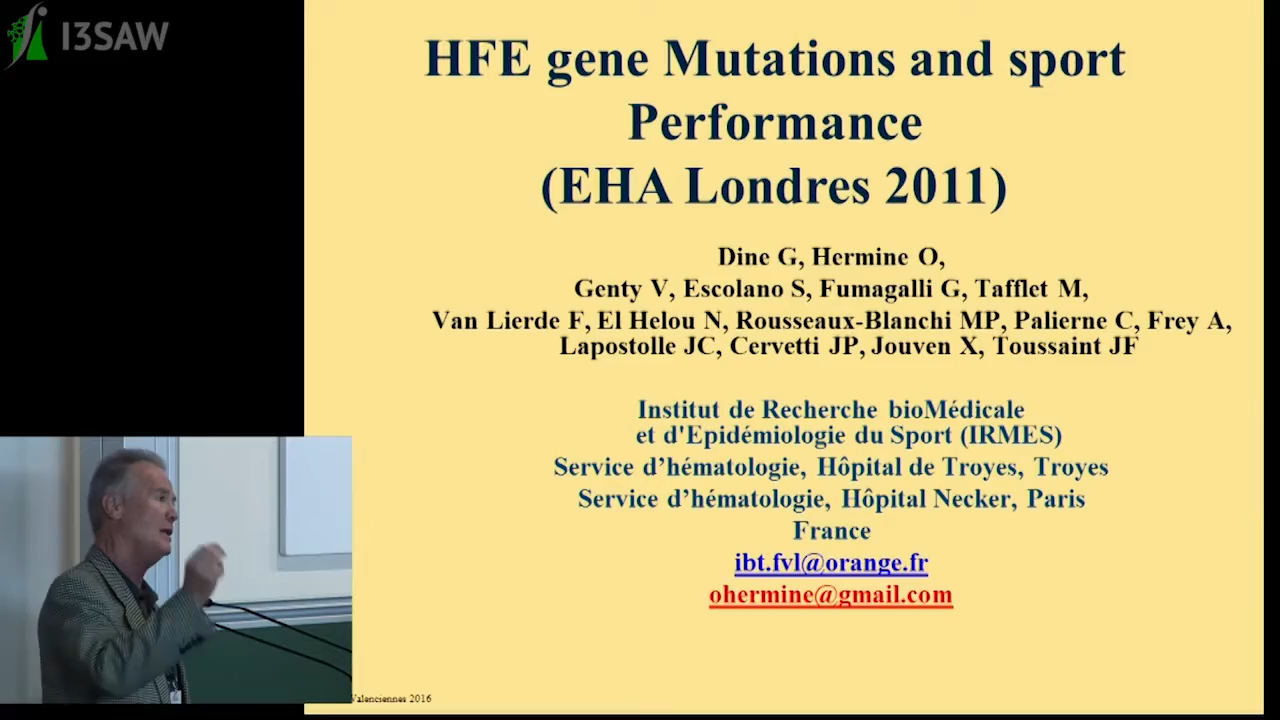 I3SAW
HFE gene Mutations and sport
Performance
(EHA Londres 2011)
Dine G, Hermine O,
Genty V, Escolano S, Fumagalli G, Tafflet M,
Van Lierde F, El Helou N, Rousseaux-Blanchi MP, Palierne C, Frey A,
Lapostolle JC, Cervetti JP, Jouven X, Toussaint JF
Institut de Recherche bioMédicale
et d'Epidémiologie du Sport (IRMES)
Service d’hématologie, Hôpital de Troyes, Troyes
Service d’hématologie, Hôpital Necker, Paris
France
ibt.fvl@orange.fr
ohermine@gmail.com
Valenciennes 2016